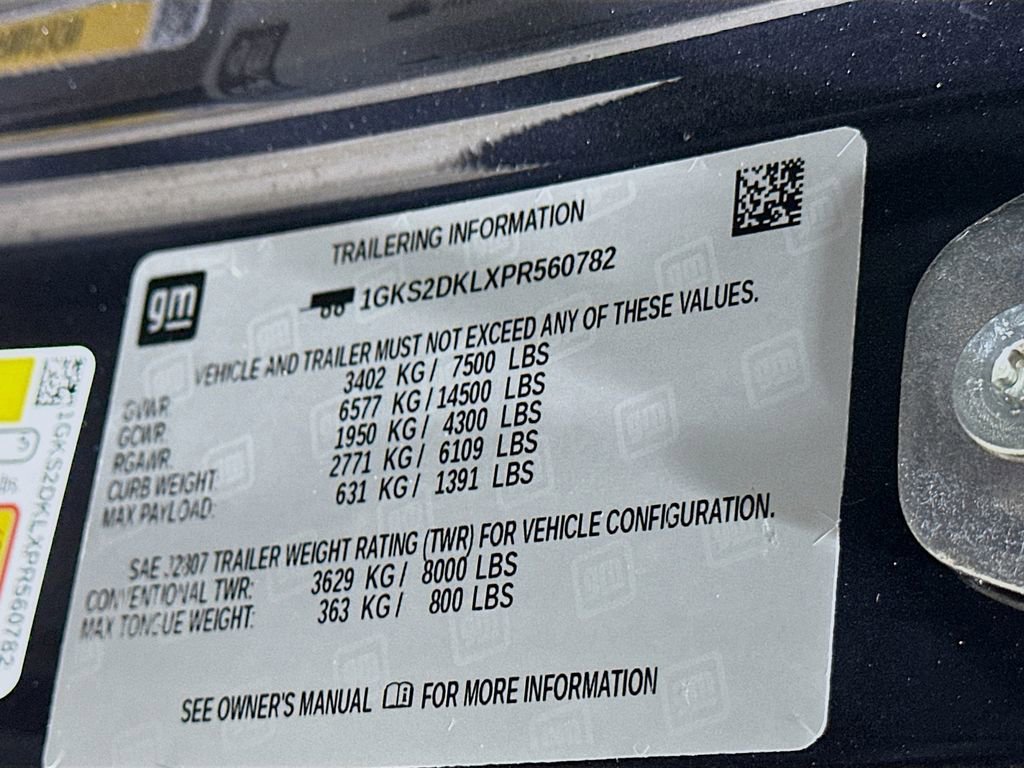 TRAILERING INFORMATION
gm
1GKS2DKLXPR560782
VEHICLE AND TRAILER MUST NOT EXCEED ANY OF THESE VALUES.
GVWR: 3402 KG / 7500 LBS
GCWR: 6577 KG / 14500 LBS
RGAWR: 1950 KG / 4300 LBS
CURB WEIGHT: 2771 KG / 6109 LBS
MAX PAYLOAD: 631 KG / 1391 LBS
SAE J2807 TRAILER WEIGHT RATING (TWR) FOR VEHICLE CONFIGURATION.
CONVENTIONAL TWR: 3629 KG / 8000 LBS
MAX TONGUE WEIGHT: 363 KG / 800 LBS
SEE OWNER'S MANUAL FOR MORE INFORMATION
1GKS2DKLXPR560782